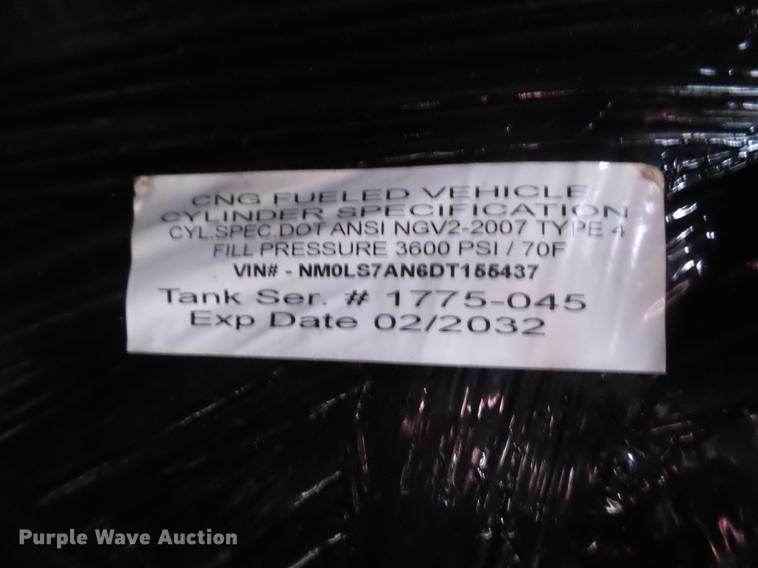 CNG FUELED VEHICLE
CYLINDER SPECIFICATION
CYL.SPEC.DOT ANSI NGV2-2007 TYPE 4
FILL PRESSURE 3600 PSI / 70F
VIN# - NM0LS7AN6DT155437
Tank Ser. # 1775-045
Exp Date 02/2032
Purple Wave Auction